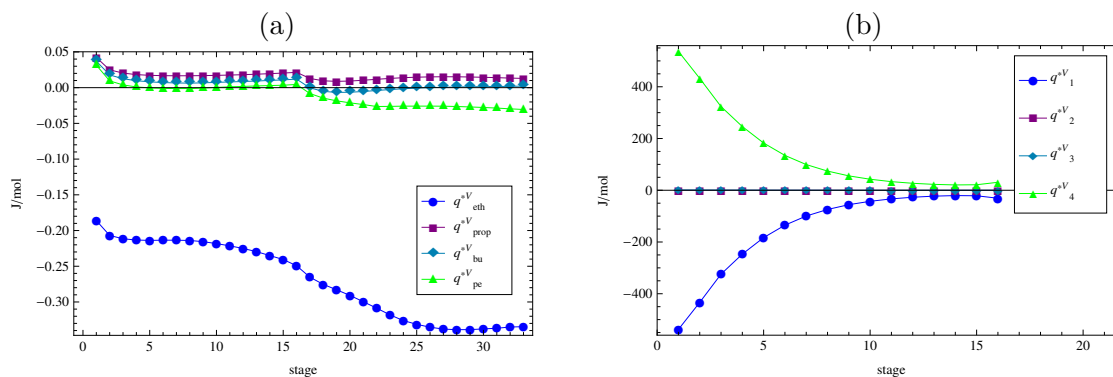 (a)
0.05
0.00
−0.05
−0.10
−0.15
−0.20
−0.25
−0.30
J/mol
q*V eth
q*V prop
q*V bu
q*V pe
0 5 10 15 20 25 30
stage
(b)
400
200
0
−200
−400
J/mol
q*V 1
q*V 2
q*V 3
q*V 4
0 5 10 15 20
stage